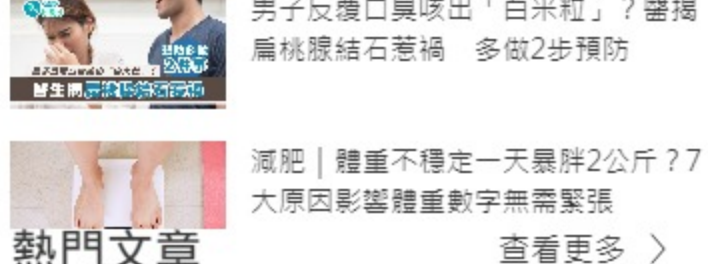 男子反覆口臭咳出「白米粒」？醫揭
扁桃腺結石惹禍　多做2步預防
減肥｜體重不穩定一天暴胖2公斤？7
大原因影響體重數字無需緊張
熱門文章
查看更多